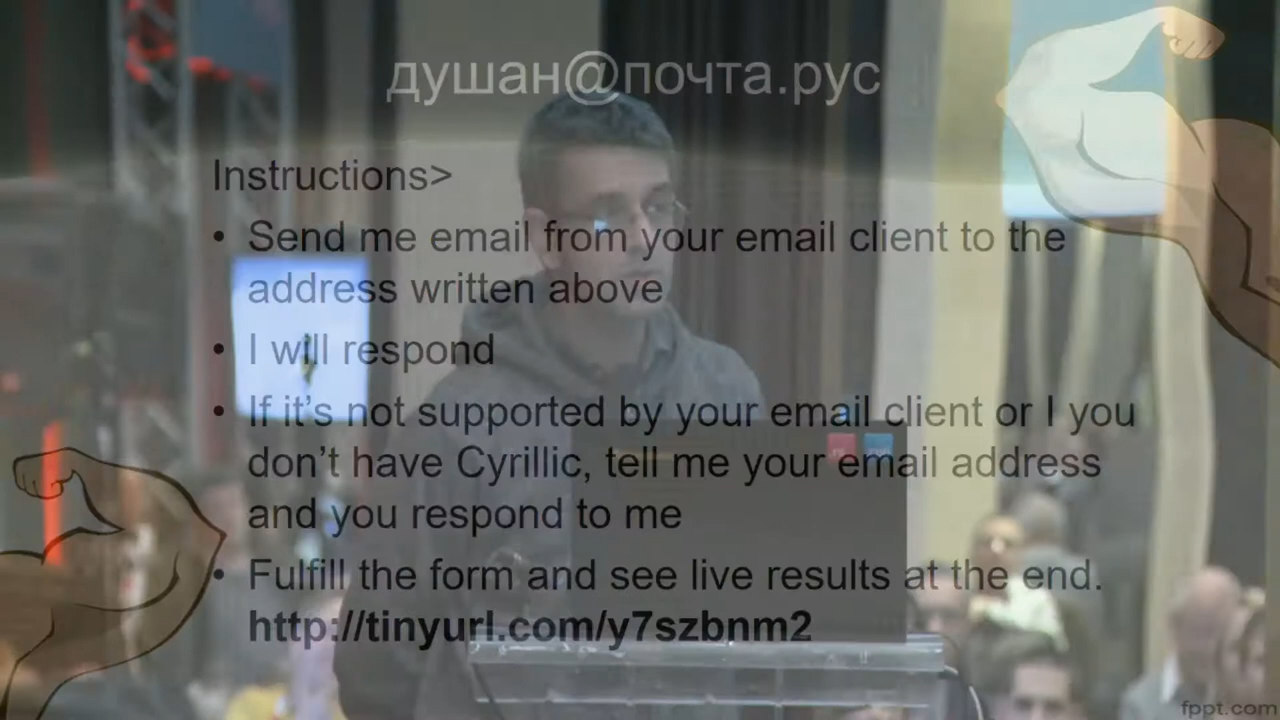 душан@почта.рус
Instructions>
• Send me email from your email client to the
address written above
• I will respond
• If it’s not supported by your email client or I you
don’t have Cyrillic, tell me your email address
and you respond to me
• Fulfill the form and see live results at the end.
http://tinyurl.com/y7szbnm2
fppt.com